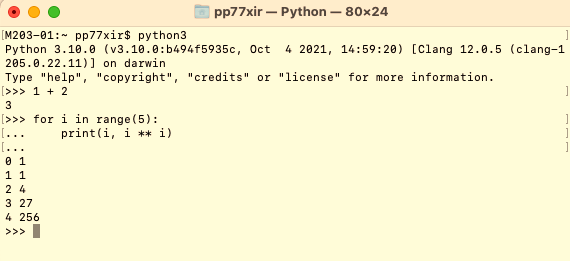 pp77xir — Python — 80×24
[M203-01:~ pp77xir$ python3 ]
Python 3.10.0 (v3.10.0:b494f5935c, Oct  4 2021, 14:59:20) [Clang 12.0.5 (clang-1
205.0.22.11)] on darwin
Type "help", "copyright", "credits" or "license" for more information.
[>>> 1 + 2 ]
3
[>>> for i in range(5): ]
[...     print(i, i ** i) ]
[... ]
0 1
1 1
2 4
3 27
4 256
>>>